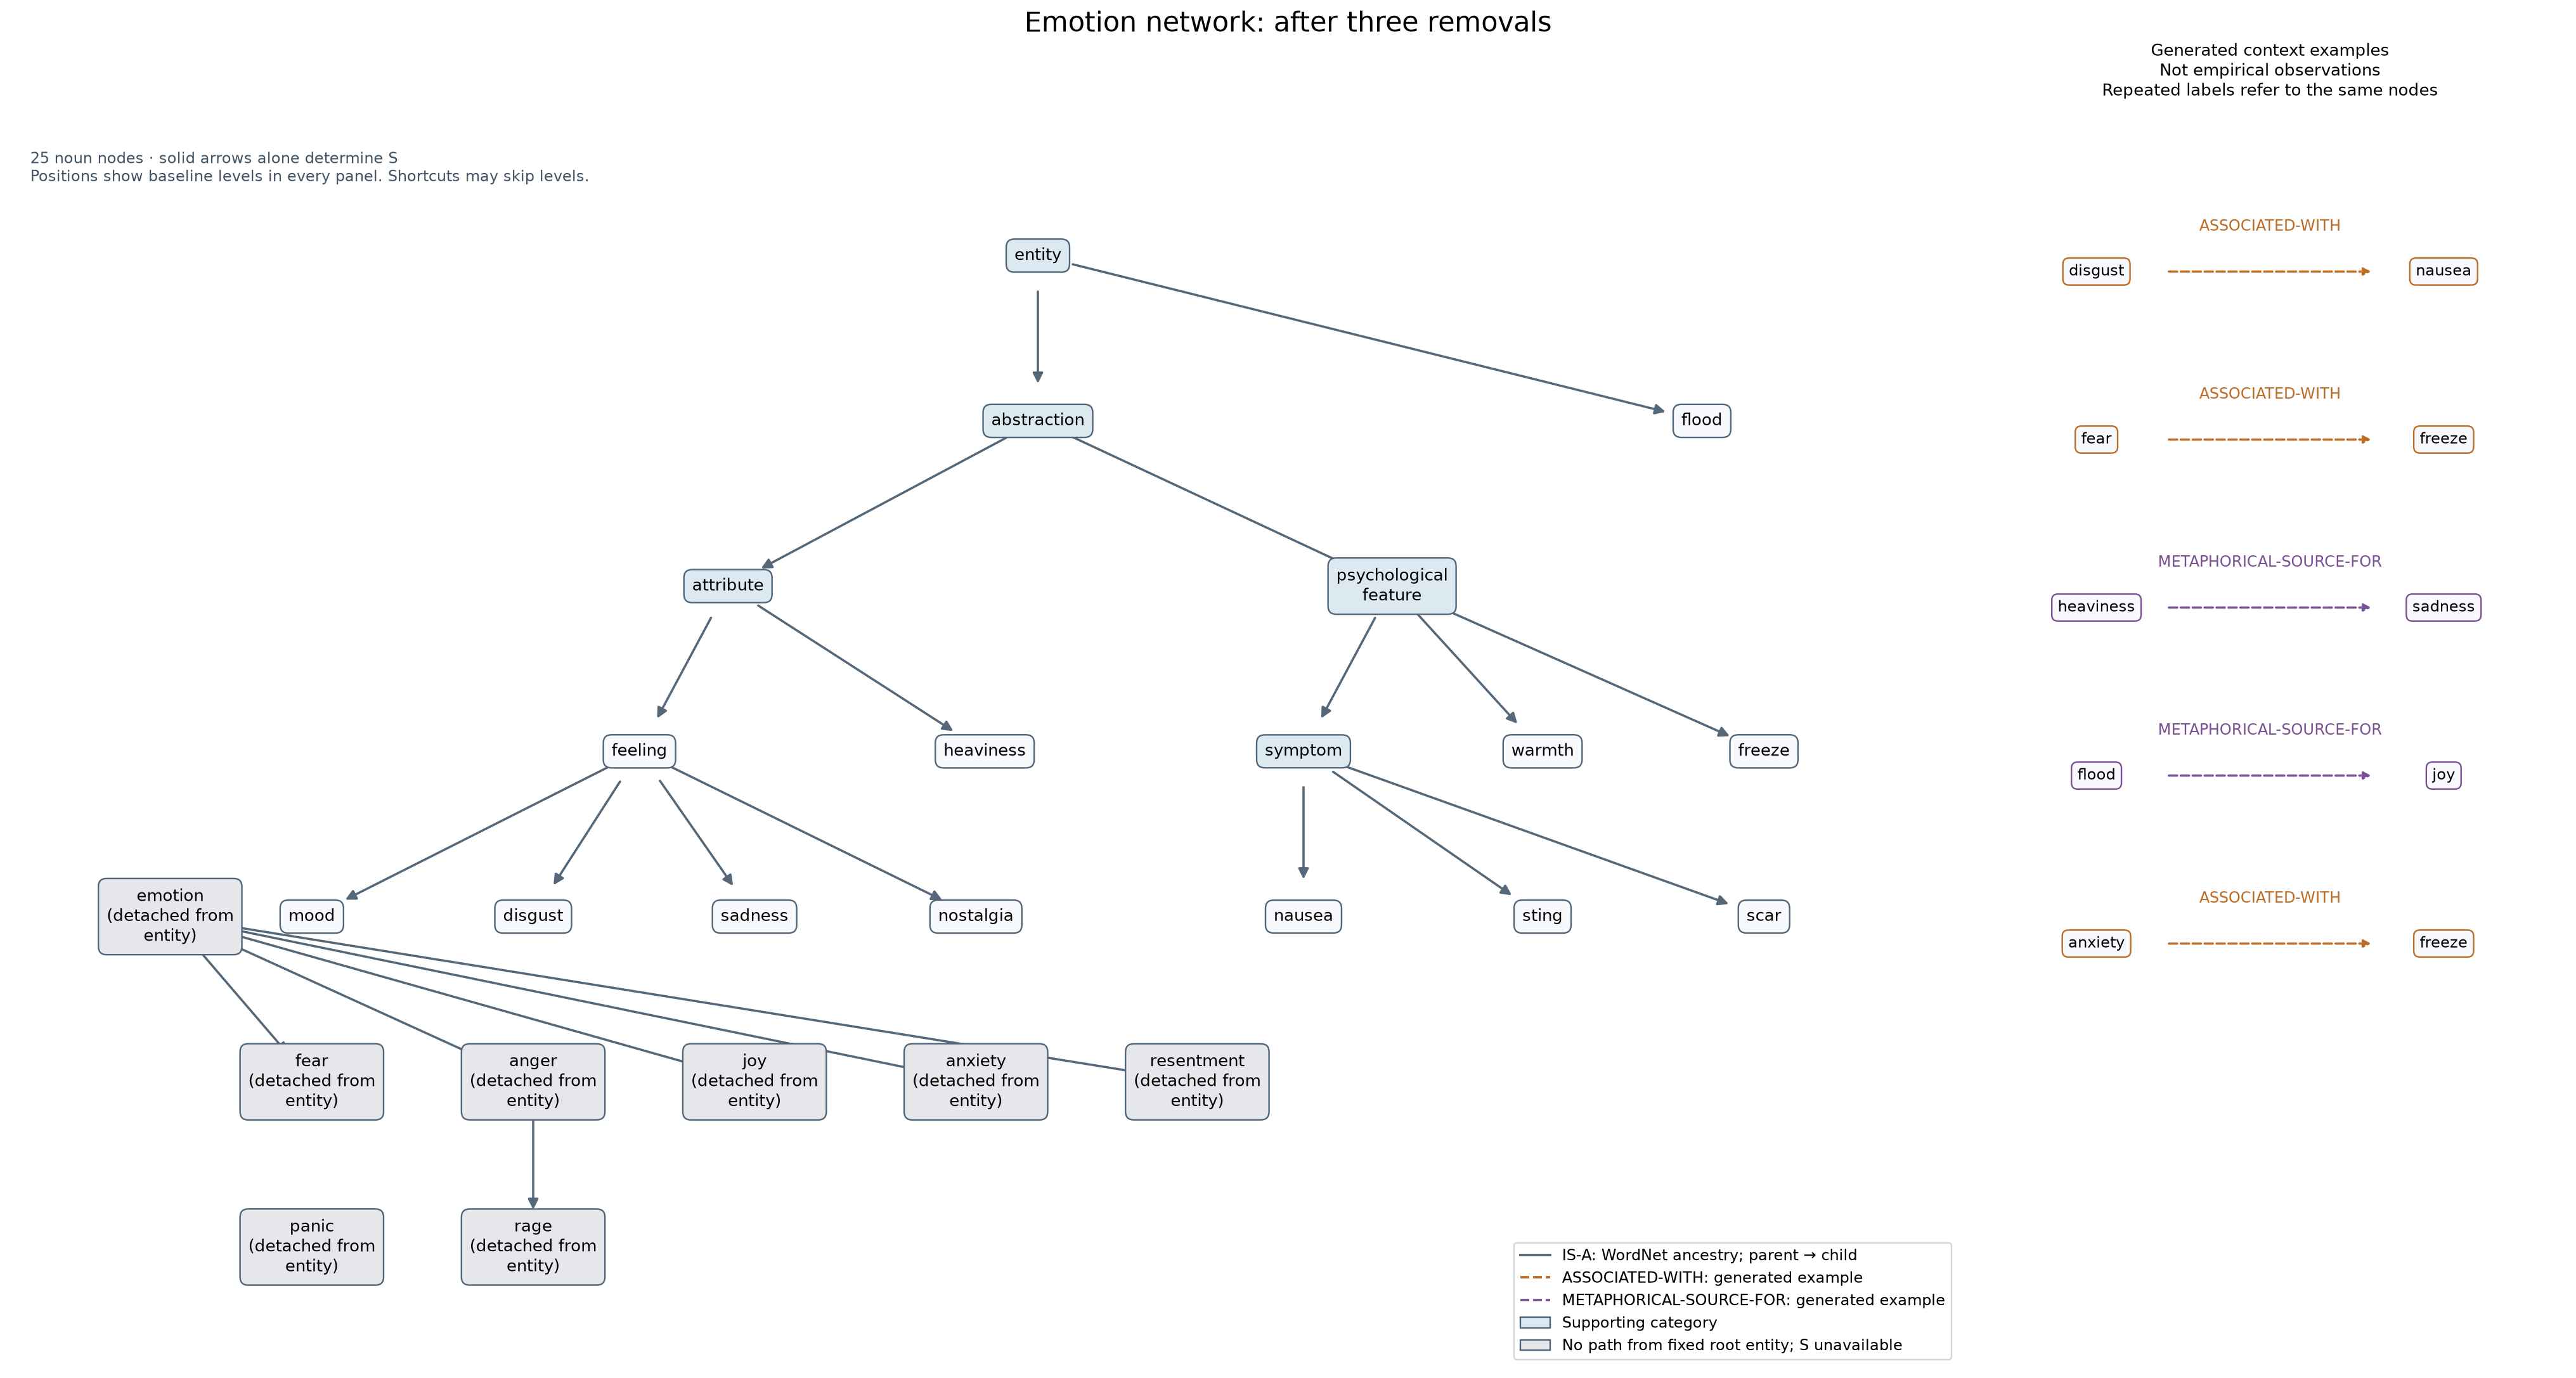 Emotion network: after three removals
Generated context examples
Not empirical observations
Repeated labels refer to the same nodes
25 noun nodes · solid arrows alone determine S
Positions show baseline levels in every panel. Shortcuts may skip levels.
entity
abstraction
flood
attribute
psychological
feature
feeling
heaviness
symptom
warmth
freeze
emotion
(detached from
entity)
mood
disgust
sadness
nostalgia
nausea
sting
scar
fear
(detached from
entity)
anger
(detached from
entity)
joy
(detached from
entity)
anxiety
(detached from
entity)
resentment
(detached from
entity)
panic
(detached from
entity)
rage
(detached from
entity)
ASSOCIATED-WITH
disgust
nausea
ASSOCIATED-WITH
fear
freeze
METAPHORICAL-SOURCE-FOR
heaviness
sadness
METAPHORICAL-SOURCE-FOR
flood
joy
ASSOCIATED-WITH
anxiety
freeze
IS-A: WordNet ancestry; parent → child
ASSOCIATED-WITH: generated example
METAPHORICAL-SOURCE-FOR: generated example
Supporting category
No path from fixed root entity; S unavailable